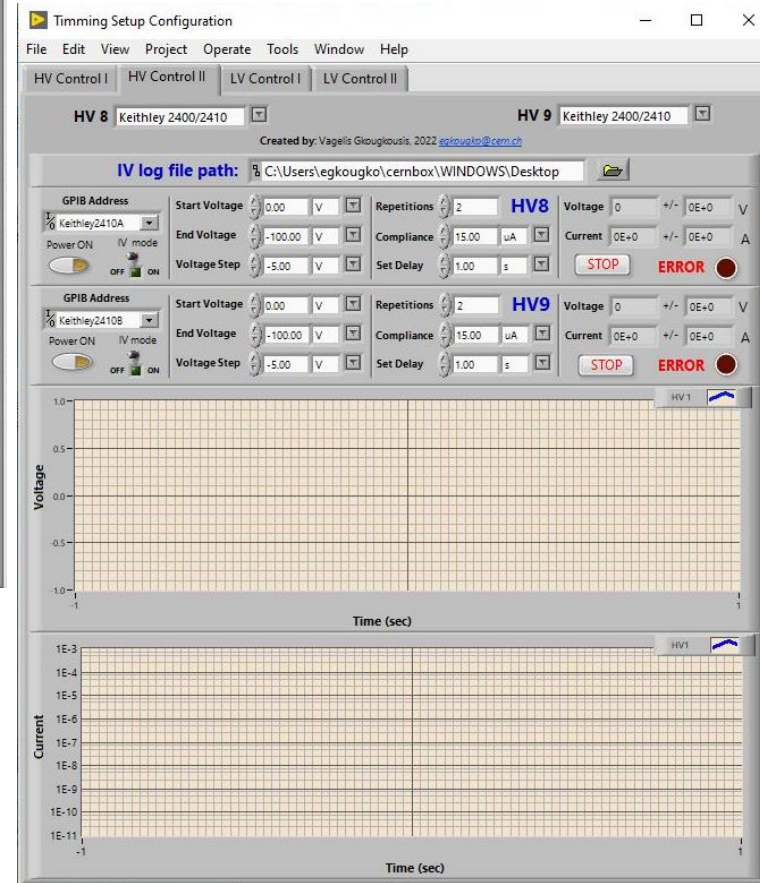 Timming Setup Configuration
File Edit View Project Operate Tools Window Help
HV Control I HV Control II LV Control I LV Control II
HV 8 Keithley 2400/2410 HV 9 Keithley 2400/2410
Created by: Vagelis Gkougkousis, 2022 egkougko@cern.ch
IV log file path: C:\Users\egkougko\cernbox\WINDOWS\Desktop
GPIB Address Start Voltage 0.00 V Repetitions 2 HV8 Voltage 0 +/- 0E+0 V
Keithley2410A End Voltage -100.00 V Compliance 15.00 uA Current 0E+0 +/- 0E+0 A
Power ON IV mode OFF ON Voltage Step -5.00 V Set Delay 1.00 s STOP ERROR
GPIB Address Start Voltage 0.00 V Repetitions 2 HV9 Voltage 0 +/- 0E+0 V
Keithley2410B End Voltage -100.00 V Compliance 15.00 uA Current 0E+0 +/- 0E+0 A
Power ON IV mode OFF ON Voltage Step -5.00 V Set Delay 1.00 s STOP ERROR
HV 1
1.0
0.5
Voltage
0.0
-0.5
-1.0
-1 1
Time (sec)
HV1
1E-3
1E-4
1E-5
1E-6
Current
1E-7
1E-8
1E-9
1E-10
1E-11
-1 1
Time (sec)